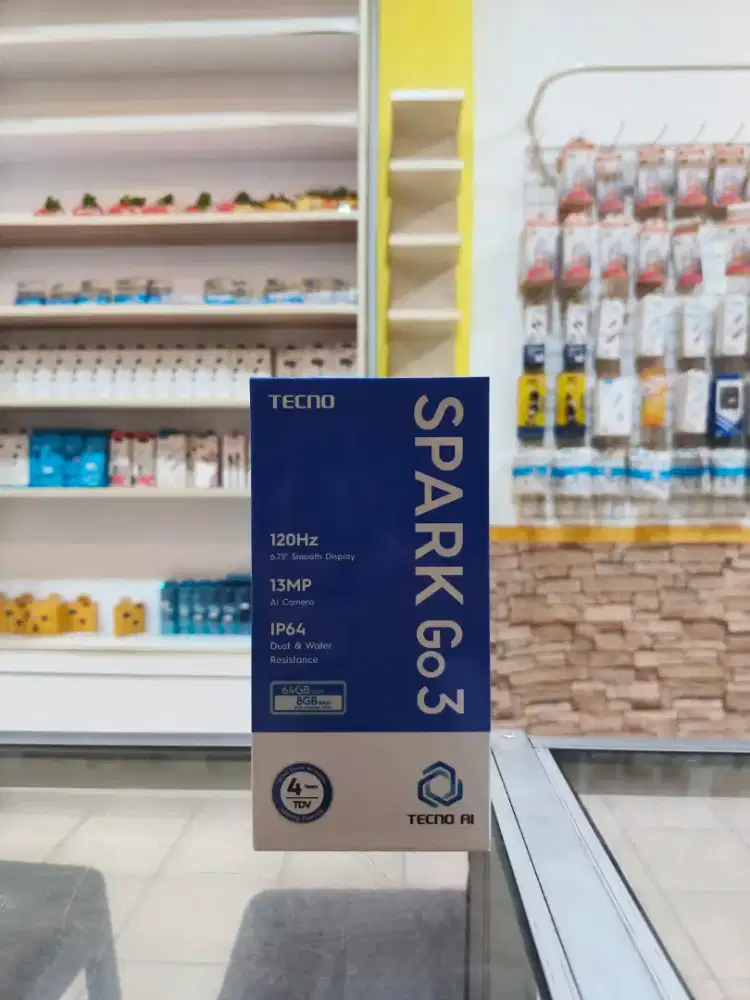 TECNO
SPARK Go 3
120Hz
6.75" Smooth Display
13MP
AI Camera
IP64
Dust & Water
Resistance
64GB
8GB
4 Years
TÜV
TECNO AI